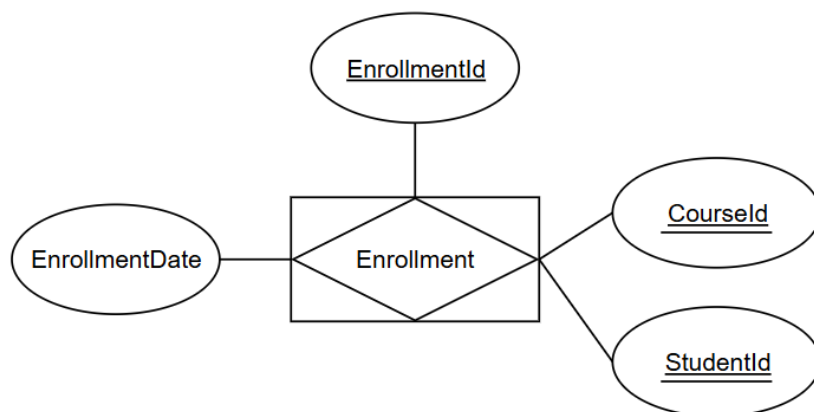 EnrollmentId
CourseId
EnrollmentDate
Enrollment
StudentId